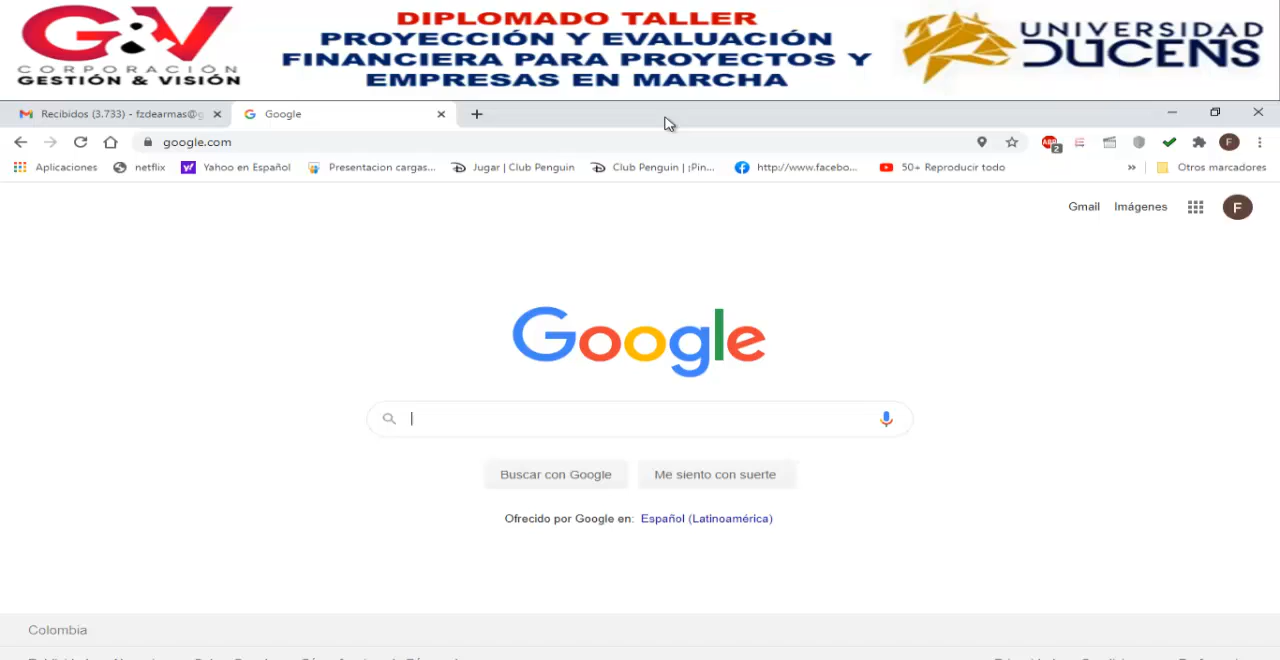 G&V
CORPORACIÓN
GESTIÓN & VISIÓN
DIPLOMADO TALLER
PROYECCIÓN Y EVALUACIÓN
FINANCIERA PARA PROYECTOS Y
EMPRESAS EN MARCHA
UNIVERSIDAD
DUCENS
Recibidos (3.733) - fzdearmas@g
Google
google.com
ABP 2
F
Aplicaciones netflix Yahoo en Español Presentacion cargas... Jugar | Club Penguin Club Penguin | ¡Pin... http://www.facebo... 50+ Reproducir todo » Otros marcadores
Gmail Imágenes F
Google
Buscar con Google Me siento con suerte
Ofrecido por Google en: Español (Latinoamérica)
Colombia